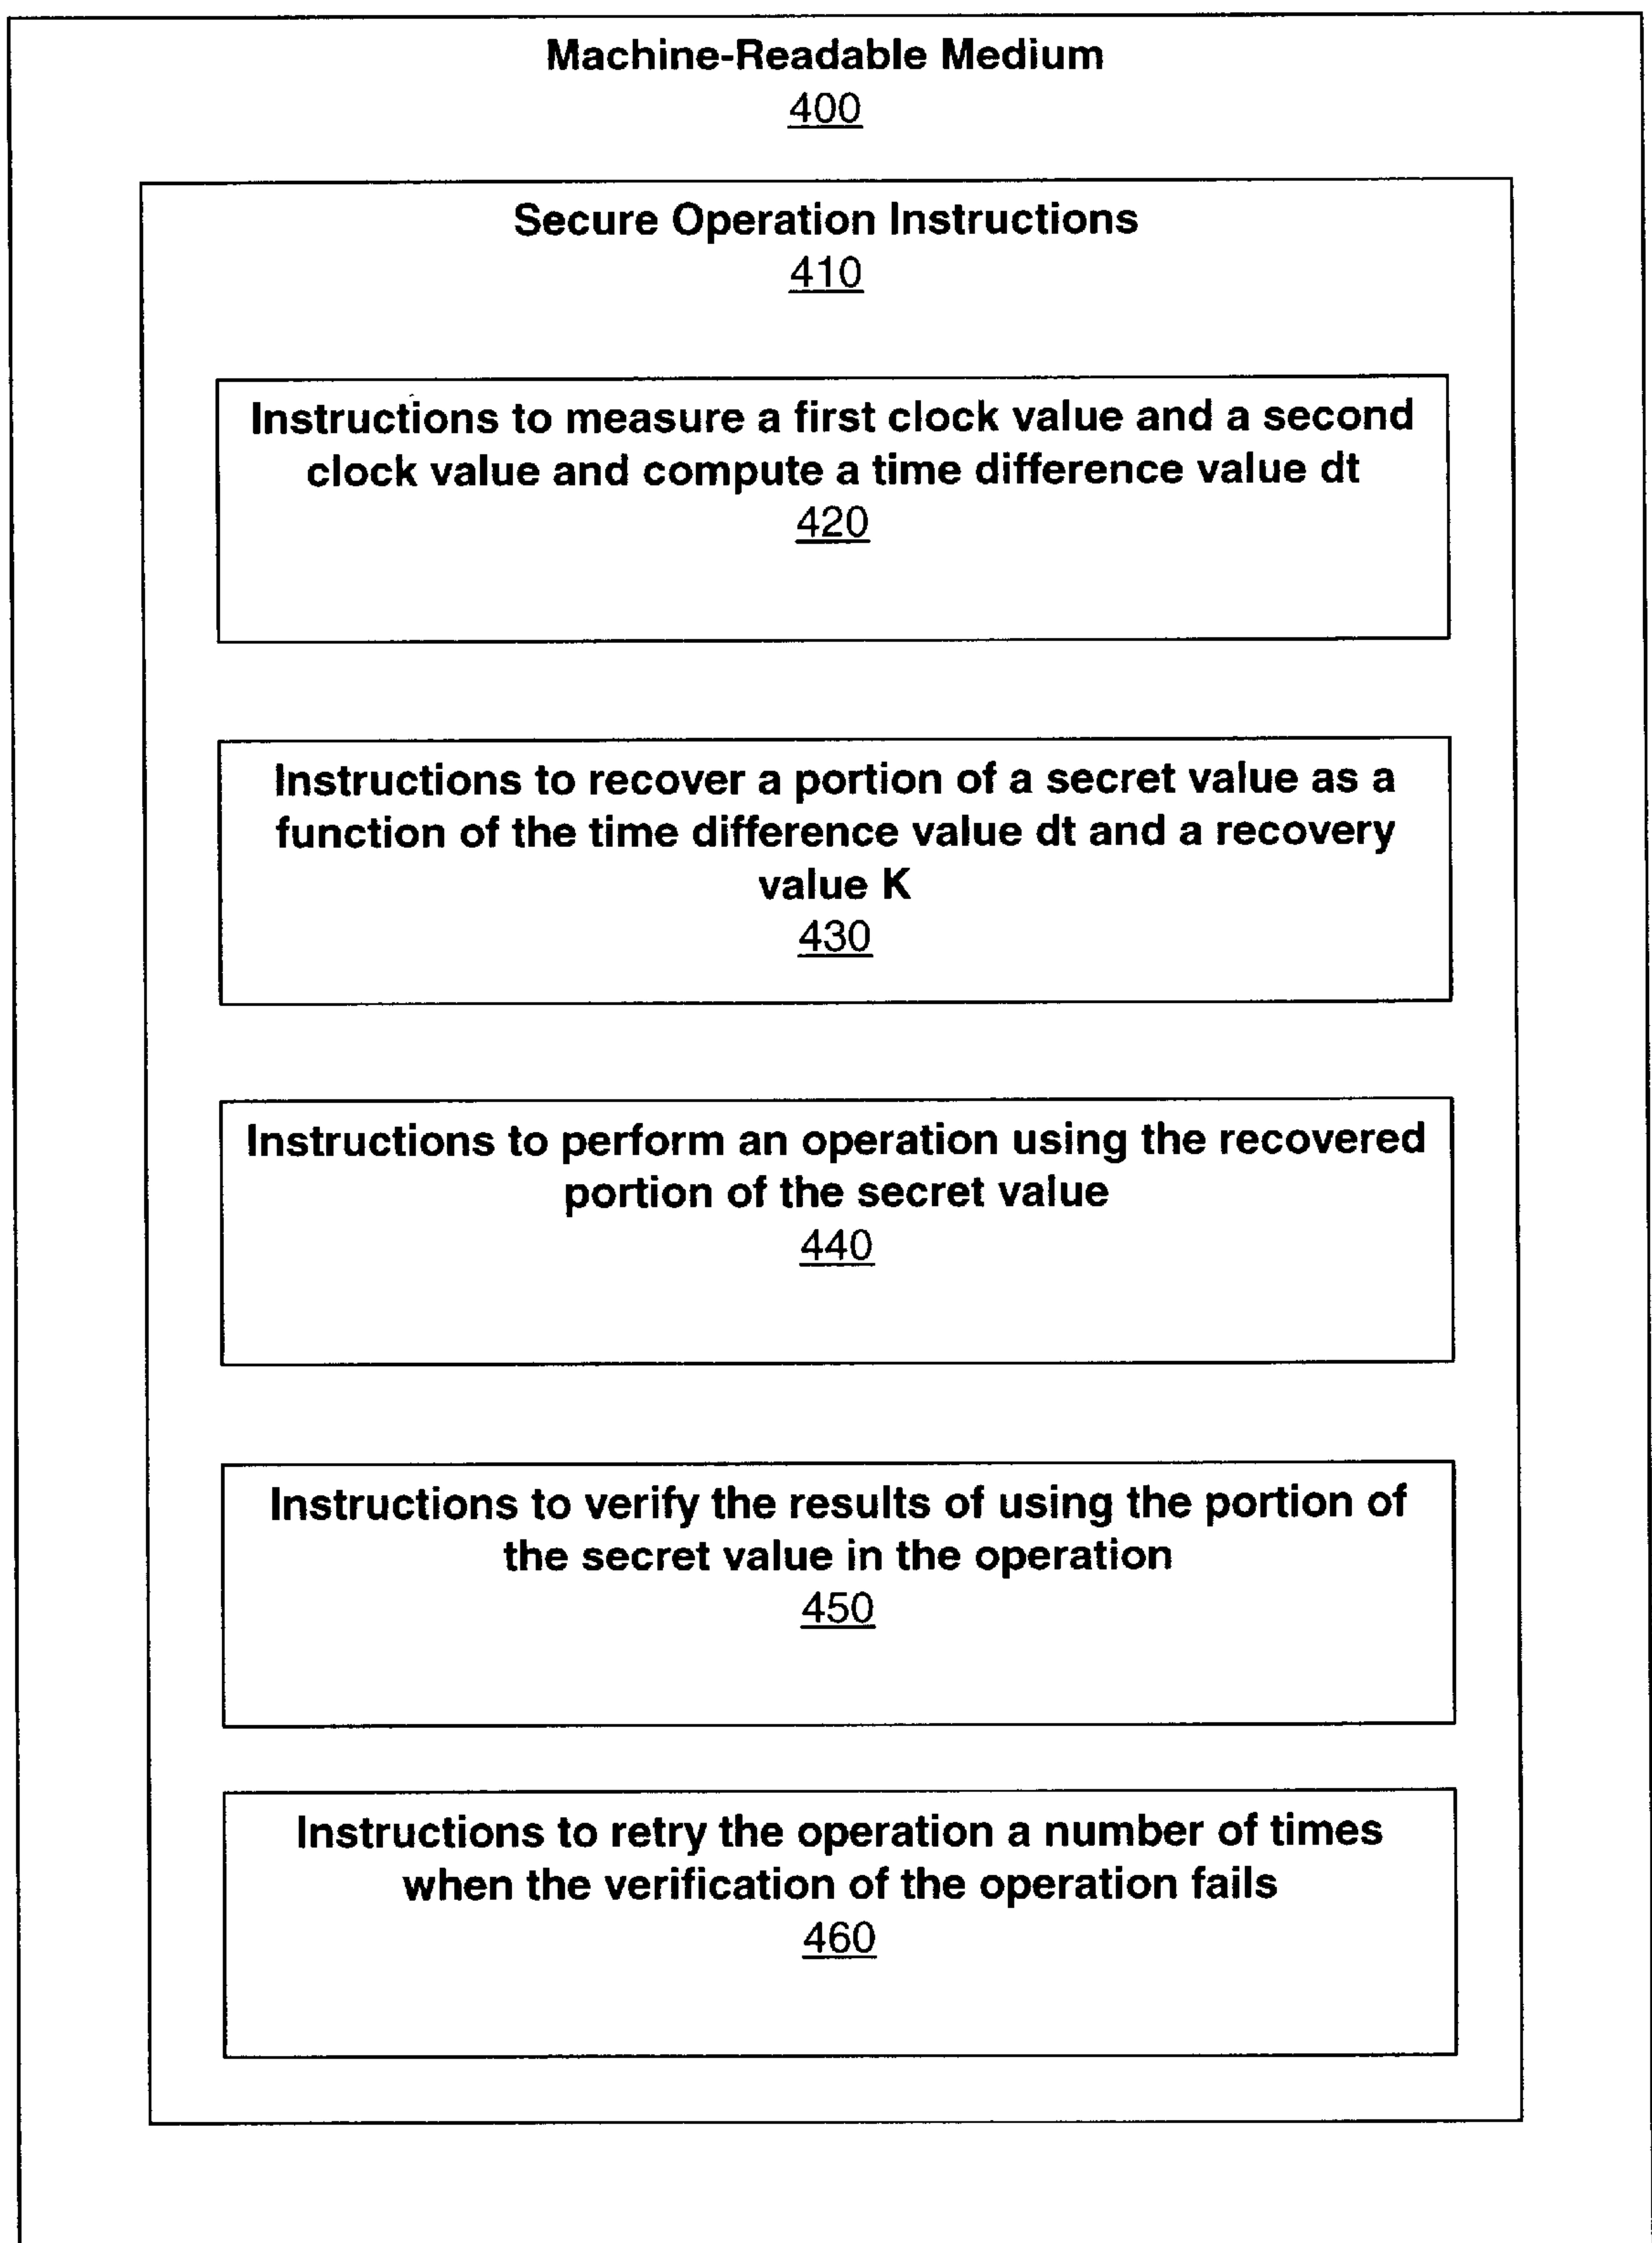 Machine-Readable Medium
400
Secure Operation Instructions
410
Instructions to measure a first clock value and a second
clock value and compute a time difference value dt
420
Instructions to recover a portion of a secret value as a
function of the time difference value dt and a recovery
value K
430
Instructions to perform an operation using the recovered
portion of the secret value
440
Instructions to verify the results of using the portion of
the secret value in the operation
450
Instructions to retry the operation a number of times
when the verification of the operation fails
460